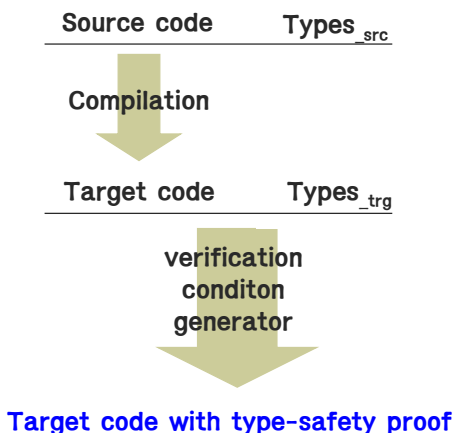 Source code Types_src
Compilation
Target code Types_trg
verification
conditon
generator
Target code with type-safety proof